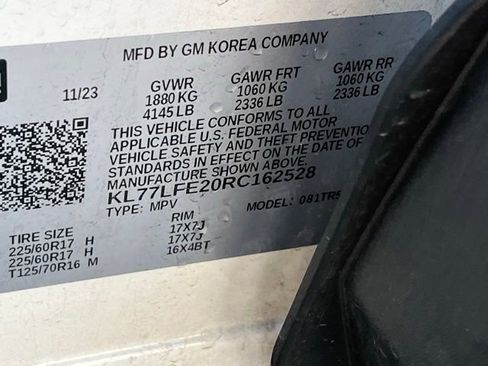 MFD BY GM KOREA COMPANY
11/23 GVWR GAWR FRT GAWR RR
1880 KG 1060 KG 1060 KG
4145 LB 2336 LB 2336 LB
THIS VEHICLE CONFORMS TO ALL
APPLICABLE U.S. FEDERAL MOTOR
VEHICLE SAFETY AND THEFT PREVENTION
STANDARDS IN EFFECT ON THE DATE OF
MANUFACTURE SHOWN ABOVE.
KL77LFE20RC162528
TYPE: MPV MODEL: 081TR5
TIRE SIZE RIM
225/60R17 H 17X7J
225/60R17 H 17X7J
T125/70R16 M 16X4BT